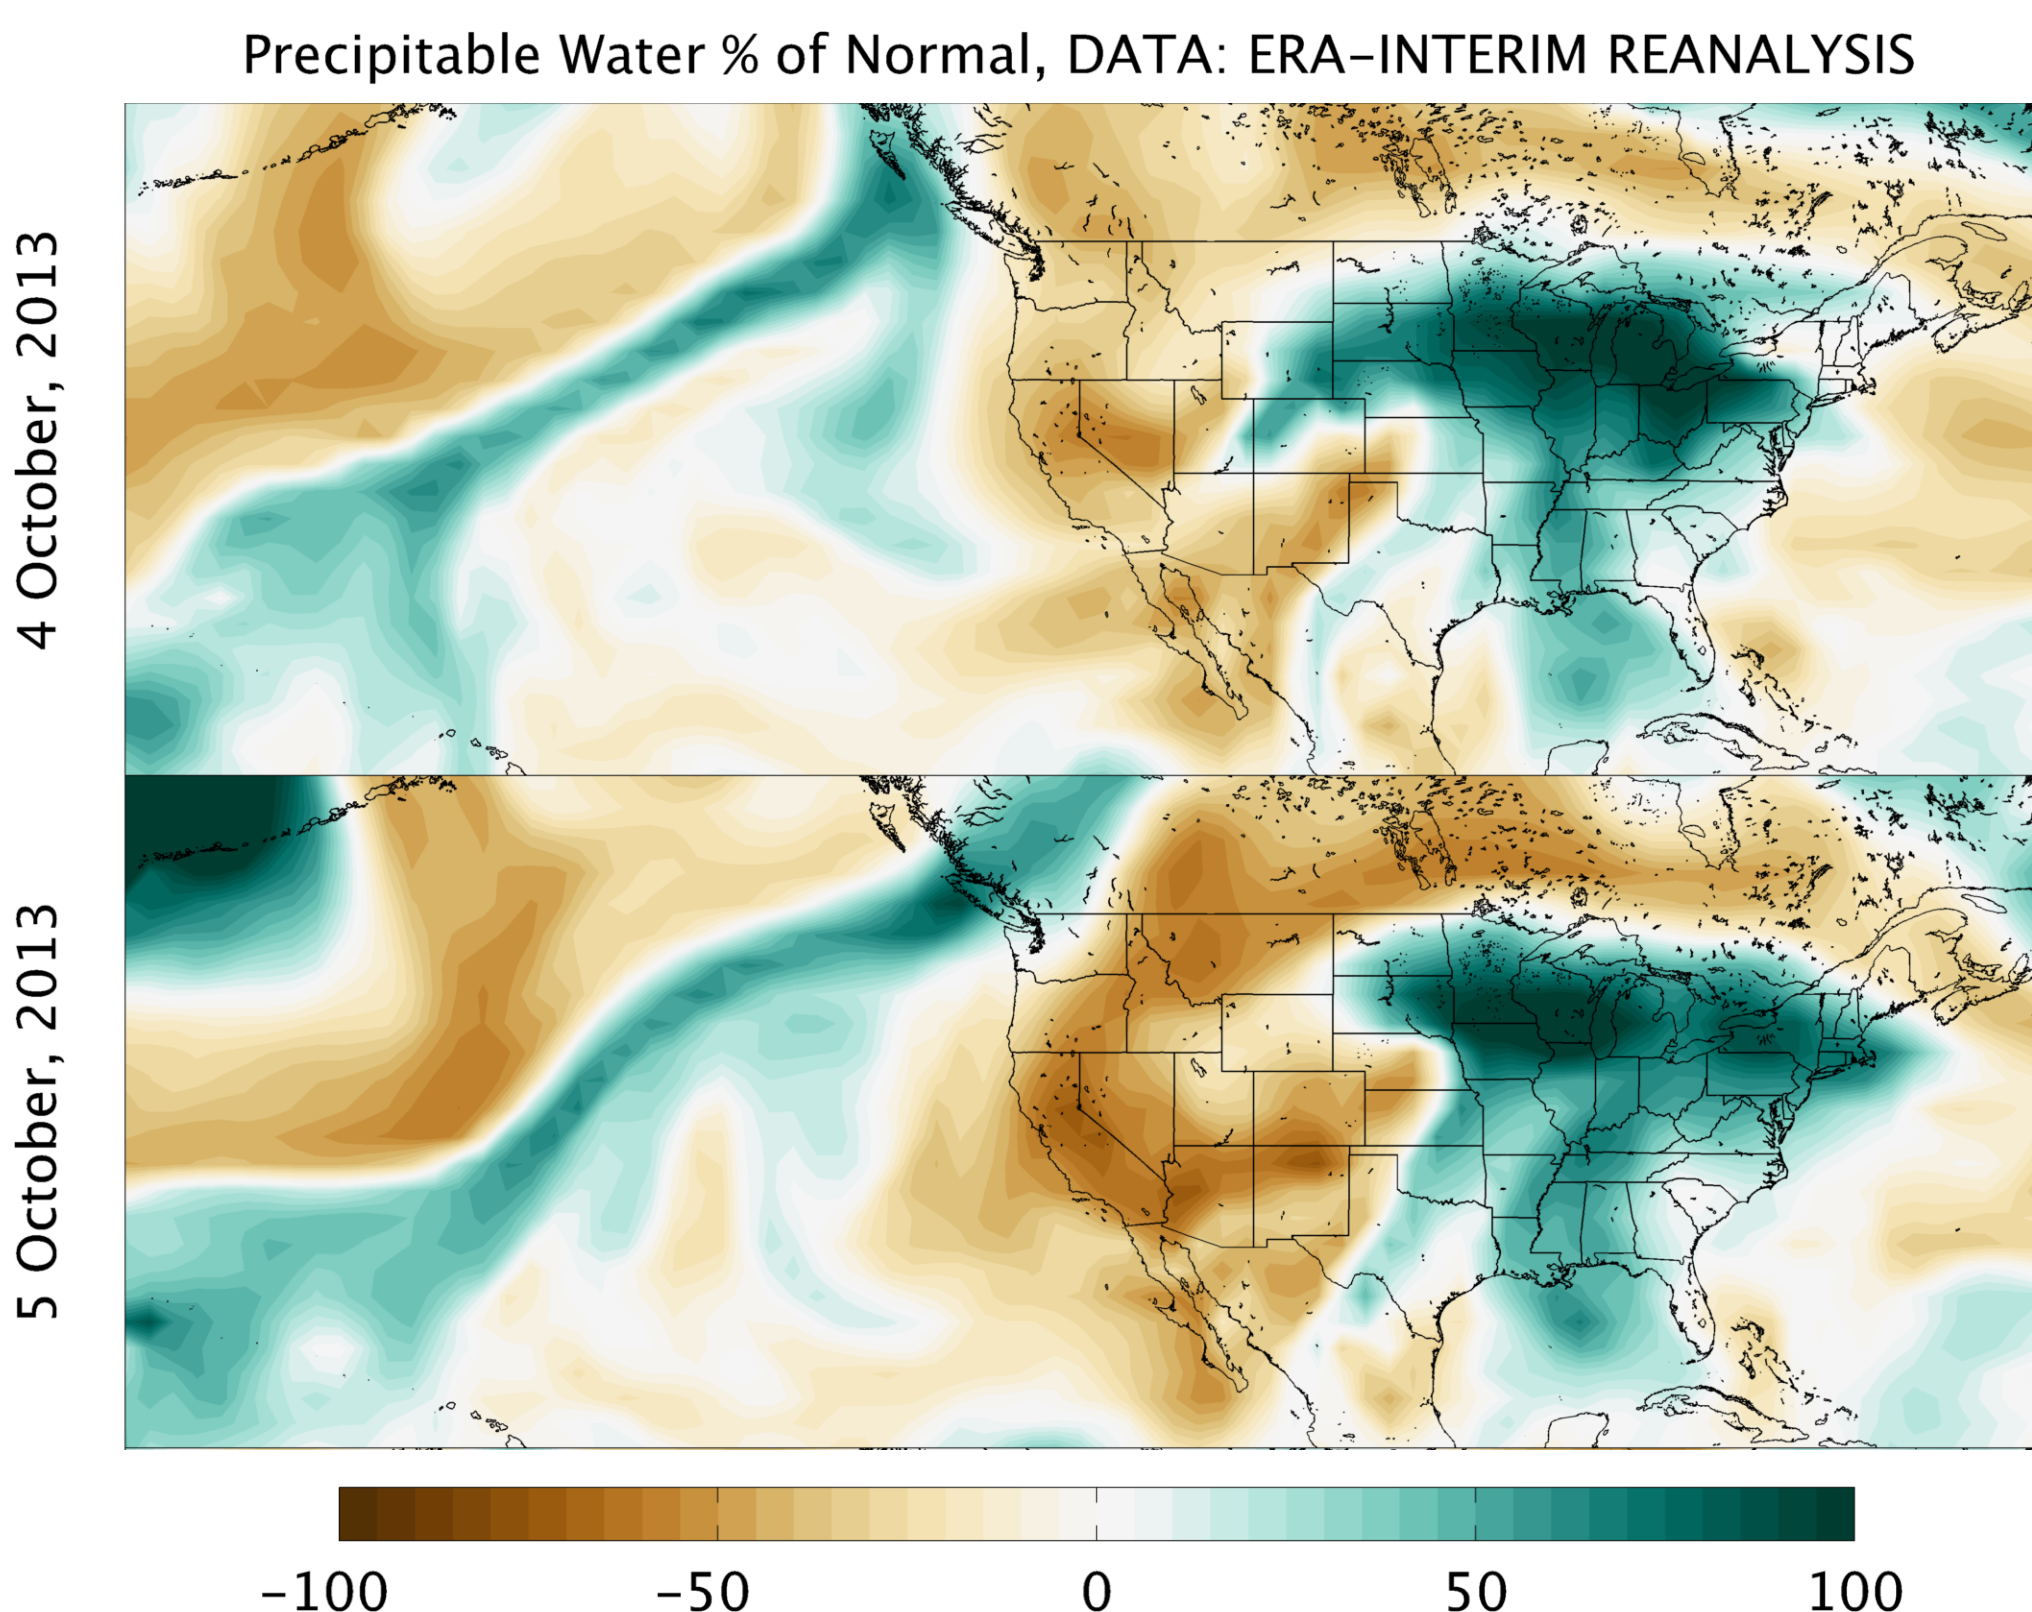 Precipitable Water % of Normal, DATA: ERA-INTERIM REANALYSIS
4 October, 2013
5 October, 2013
-100 -50 0 50 100